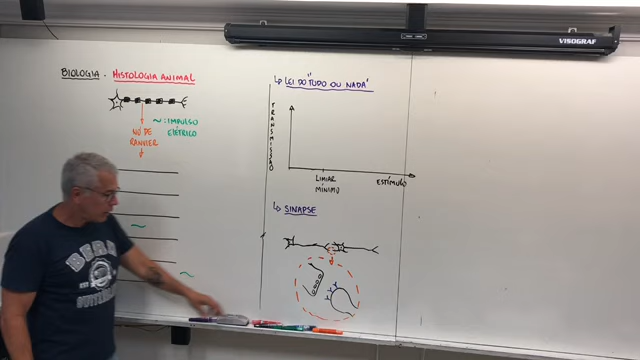 VISOGRAF
BIOLOGIA. HISTOLOGIA ANIMAL
~ = IMPULSO
ELÉTRICO
NÓ DE
RANVIER
↳ LEI DO "TUDO OU NADA"
TRANSMISSÃO
LIMIAR
MÍNIMO
ESTÍMULO
↳ SINAPSE